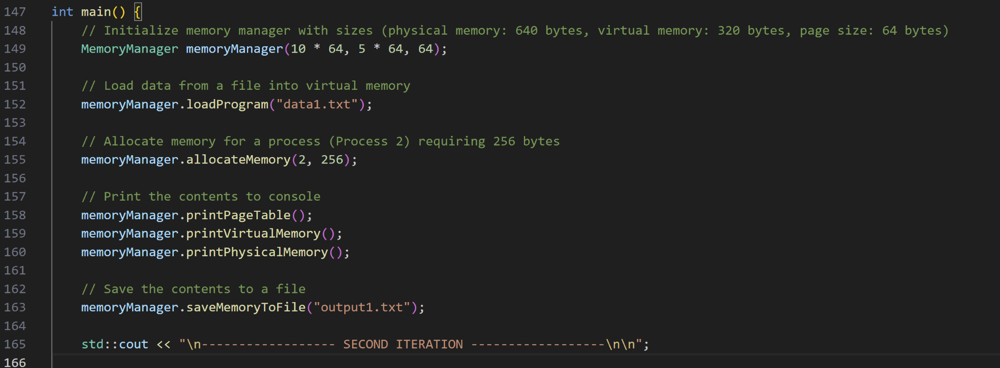 147 int main() {
148 // Initialize memory manager with sizes (physical memory: 640 bytes, virtual memory: 320 bytes, page size: 64 bytes)
149 MemoryManager memoryManager(10 * 64, 5 * 64, 64);
150
151 // Load data from a file into virtual memory
152 memoryManager.loadProgram("data1.txt");
153
154 // Allocate memory for a process (Process 2) requiring 256 bytes
155 memoryManager.allocateMemory(2, 256);
156
157 // Print the contents to console
158 memoryManager.printPageTable();
159 memoryManager.printVirtualMemory();
160 memoryManager.printPhysicalMemory();
161
162 // Save the contents to a file
163 memoryManager.saveMemoryToFile("output1.txt");
164
165 std::cout << "\n------------------ SECOND ITERATION ------------------\n\n";
166